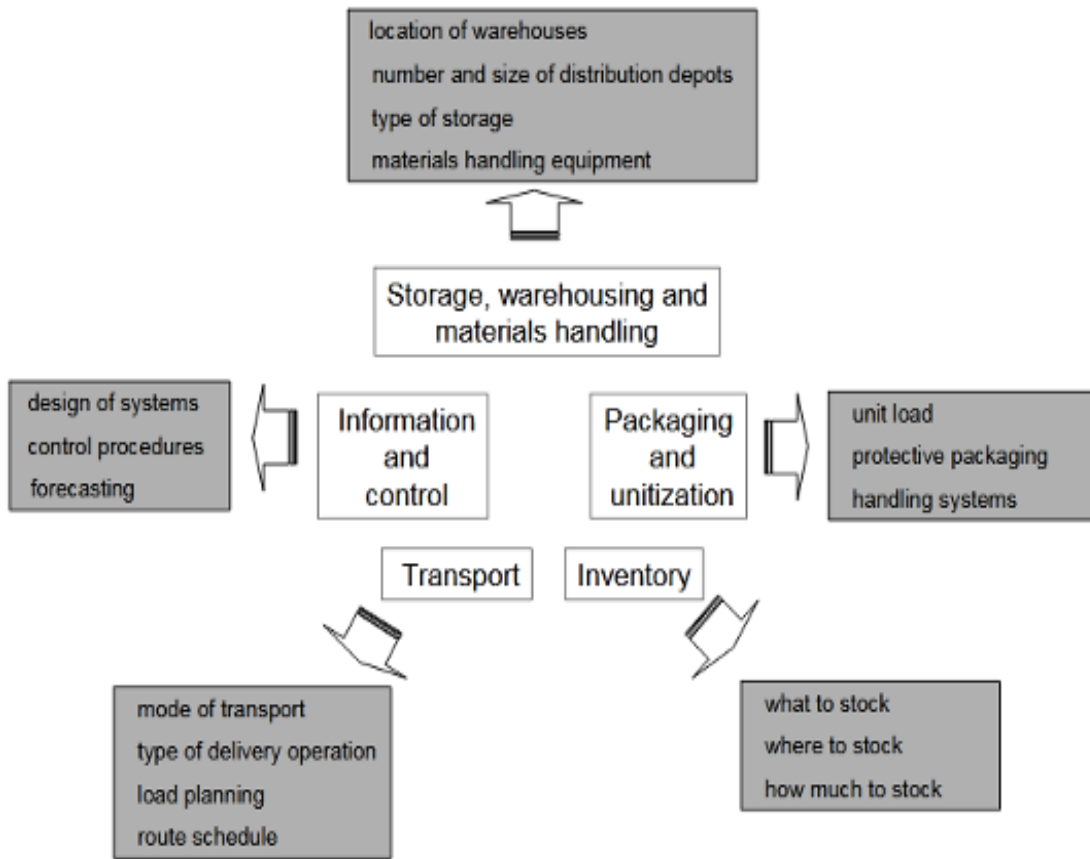 location of warehouses
number and size of distribution depots
type of storage
materials handling equipment
Storage, warehousing and
materials handling
design of systems
control procedures
forecasting
Information
and
control
Packaging
and
unitization
unit load
protective packaging
handling systems
Transport
Inventory
mode of transport
type of delivery operation
load planning
route schedule
what to stock
where to stock
how much to stock